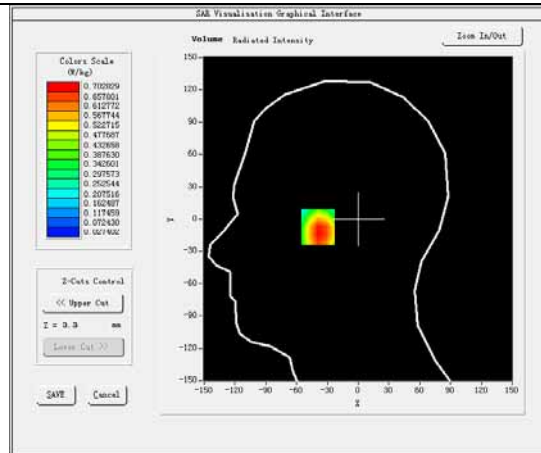 SAR Visualisation Graphical Interface
Volume Radiated Intensity
Zoom In/Out
Colors Scale
(W/kg)
0.702829
0.657801
0.612772
0.567744
0.522715
0.477687
0.432658
0.387630
0.342601
0.297573
0.252544
0.207516
0.162487
0.117459
0.072430
0.027402
Z-Cuts Control
<< Upper Cut
Z = 3.3 mm
Lower Cut >>
SAVE Cancel
150
120
90
60
30
Y 0
-30
-60
-90
-120
-150
-150 -120 -90 -60 -30 0 30 60 90 120 150
X